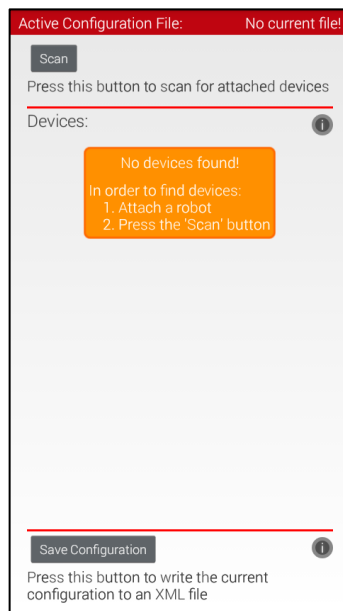 Active Configuration File: No current file!
Scan
Press this button to scan for attached devices
Devices:
No devices found!
In order to find devices:
1. Attach a robot
2. Press the 'Scan' button
Save Configuration
Press this button to write the current
configuration to an XML file